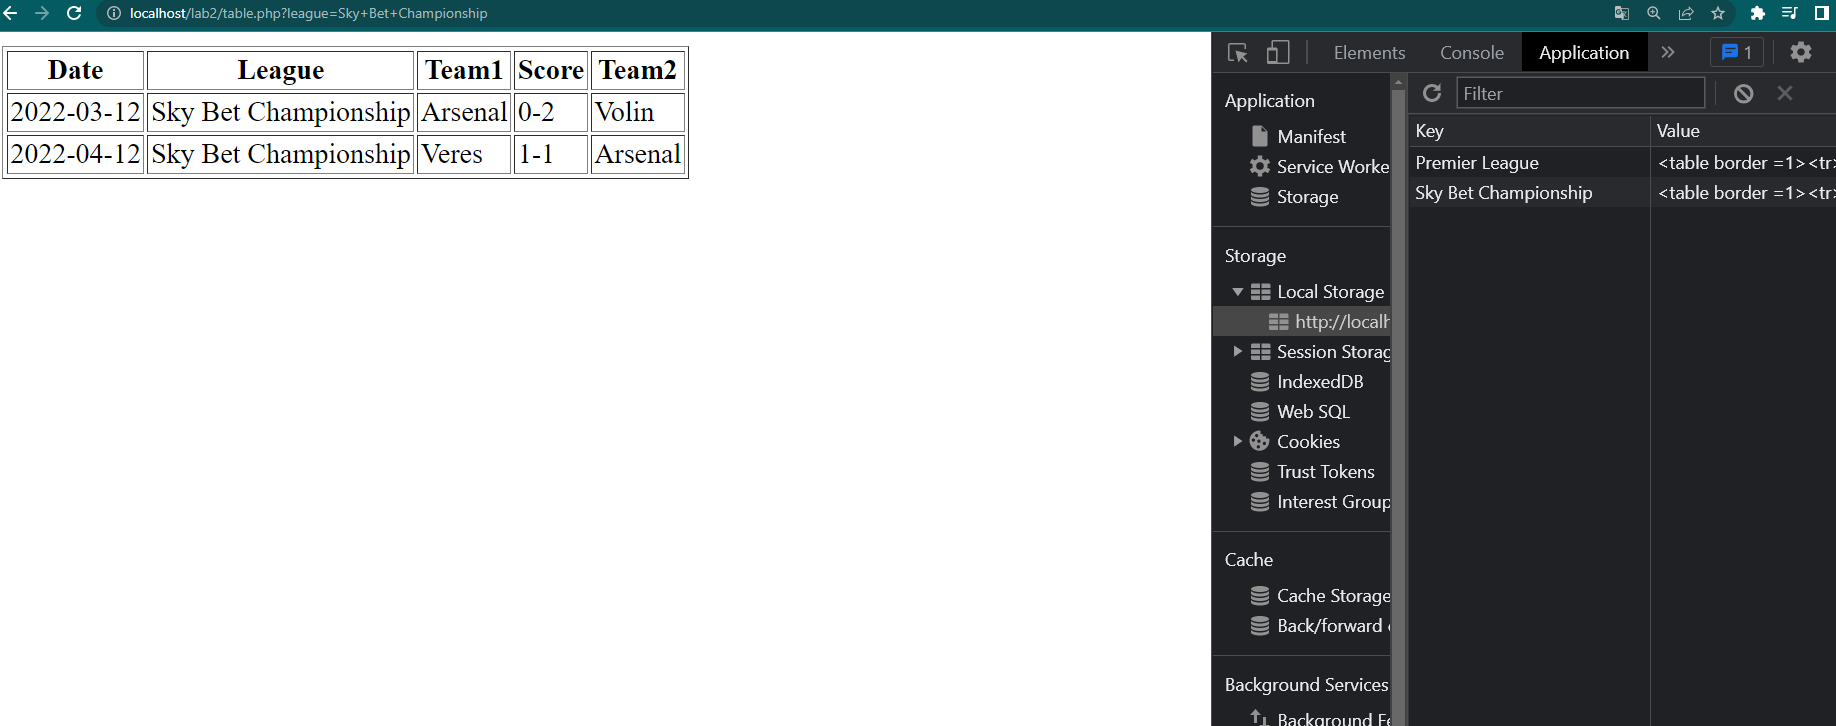 localhost/lab2/table.php?league=Sky+Bet+Championship
Date League Team1 Score Team2
2022-03-12 Sky Bet Championship Arsenal 0-2 Volin
2022-04-12 Sky Bet Championship Veres 1-1 Arsenal
Elements Console Application » 1
Application
Manifest
Service Worke
Storage
Storage
Local Storage
http://localh
Session Storag
IndexedDB
Web SQL
Cookies
Trust Tokens
Interest Group
Cache
Cache Storage
Back/forward
Background Services
Background Fe
Filter
Key Value
Premier League <table border =1><tr>
Sky Bet Championship <table border =1><tr>